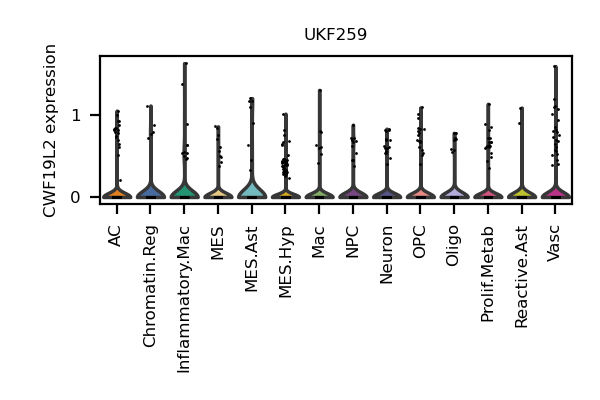 UKF259
CWF19L2 expression
1
0
AC
Chromatin.Reg
Inflammatory.Mac
MES
MES.Ast
MES.Hyp
Mac
NPC
Neuron
OPC
Oligo
Prolif.Metab
Reactive.Ast
Vasc